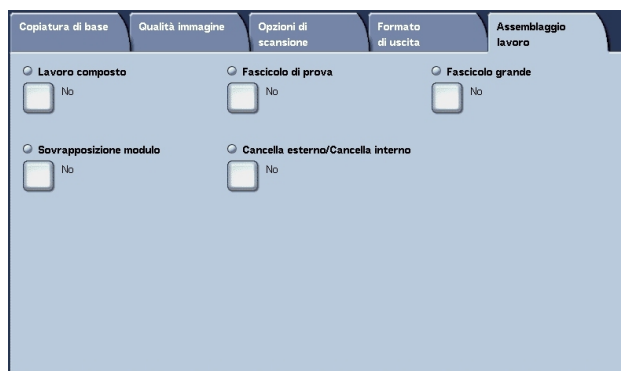 Copiatura di base
Qualità immagine
Opzioni di
scansione
Formato
di uscita
Assemblaggio
lavoro
Lavoro composto
No
Fascicolo di prova
No
Fascicolo grande
No
Sovrapposizione modulo
No
Cancella esterno/Cancella interno
No